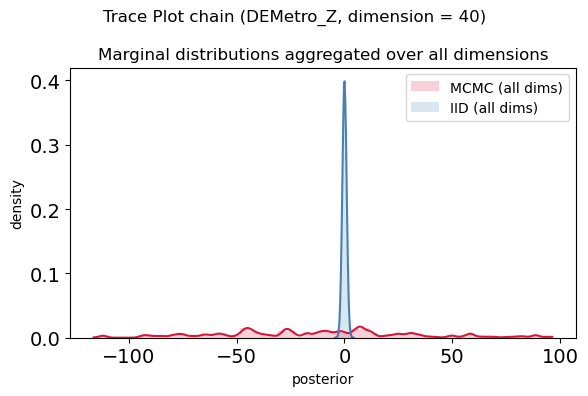 Trace Plot chain (DEMetro_Z, dimension = 40)
Marginal distributions aggregated over all dimensions
MCMC (all dims)
IID (all dims)
density
0.4
0.3
0.2
0.1
0.0
−100
−50
0
50
100
posterior